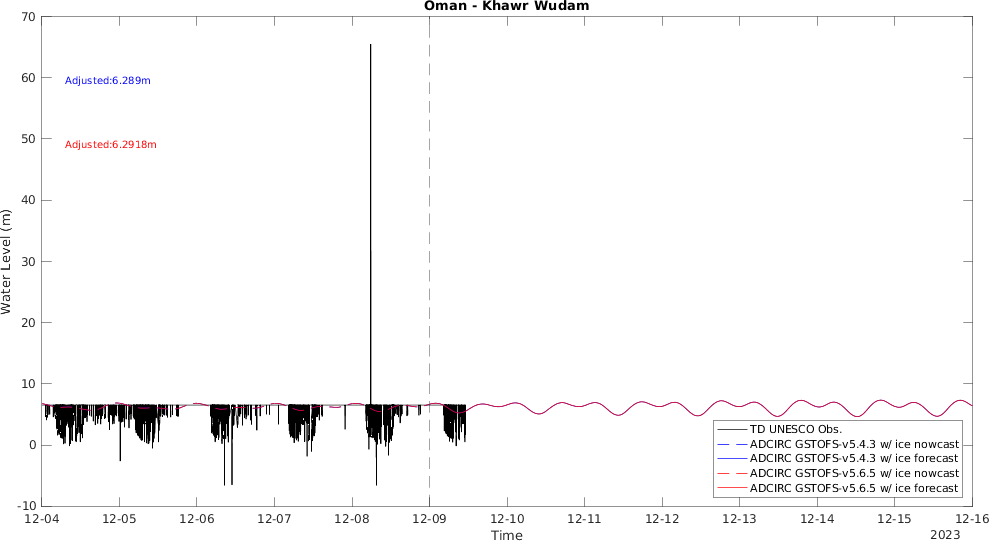 Oman - Khawr Wudam
70
60
50
40
30
20
10
0
-10
Water Level (m)
Adjusted:6.289m
Adjusted:6.2918m
TD UNESCO Obs.
ADCIRC GSTOFS-v5.4.3 w/ ice nowcast
ADCIRC GSTOFS-v5.4.3 w/ ice forecast
ADCIRC GSTOFS-v5.6.5 w/ ice nowcast
ADCIRC GSTOFS-v5.6.5 w/ ice forecast
12-04 12-05 12-06 12-07 12-08 12-09 12-10 12-11 12-12 12-13 12-14 12-15 12-16
Time
2023